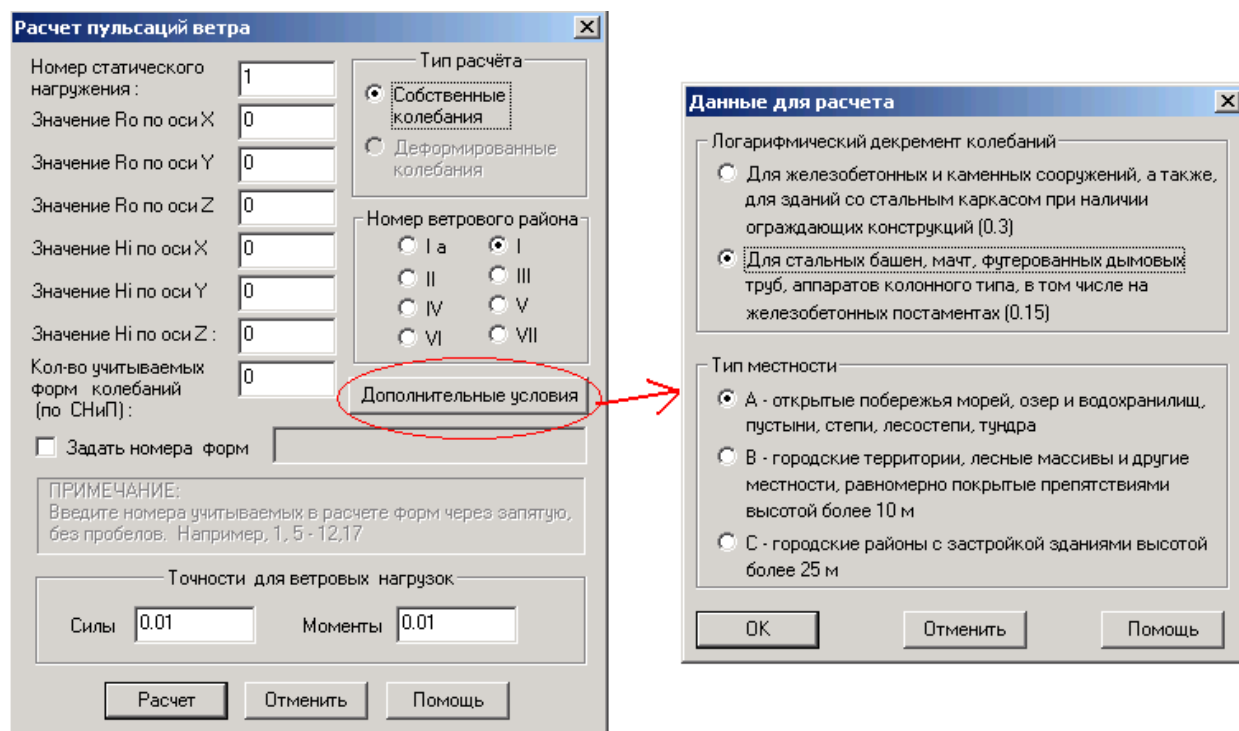 Расчет пульсаций ветра
Номер статического
нагружения :
1
Значение Ro по оси X
0
Значение Ro по оси Y
0
Значение Ro по оси Z
0
Значение Hi по оси X
0
Значение Hi по оси Y
0
Значение Hi по оси Z :
0
Кол-во учитываемых
форм колебаний
(по СНиП) :
0
Тип расчёта
Собственные
колебания
Деформированные
колебания
Номер ветрового района
I а
I
II
III
IV
V
VI
VII
Дополнительные условия
Задать номера форм
ПРИМЕЧАНИЕ:
Введите номера учитываемых в расчете форм через запятую,
без пробелов. Например, 1, 5 - 12,17
Точности для ветровых нагрузок
Силы
0.01
Моменты
0.01
Расчет
Отменить
Помощь
Данные для расчета
Логарифмический декремент колебаний
Для железобетонных и каменных сооружений, а также,
для зданий со стальным каркасом при наличии
ограждающих конструкций (0.3)
Для стальных башен, мачт, футерованных дымовых
труб, аппаратов колонного типа, в том числе на
железобетонных постаментах (0.15)
Тип местности
А - открытые побережья морей, озер и водохранилищ,
пустыни, степи, лесостепи, тундра
В - городские территории, лесные массивы и другие
местности, равномерно покрытые препятствиями
высотой более 10 м
С - городские районы с застройкой зданиями высотой
более 25 м
OK
Отменить
Помощь